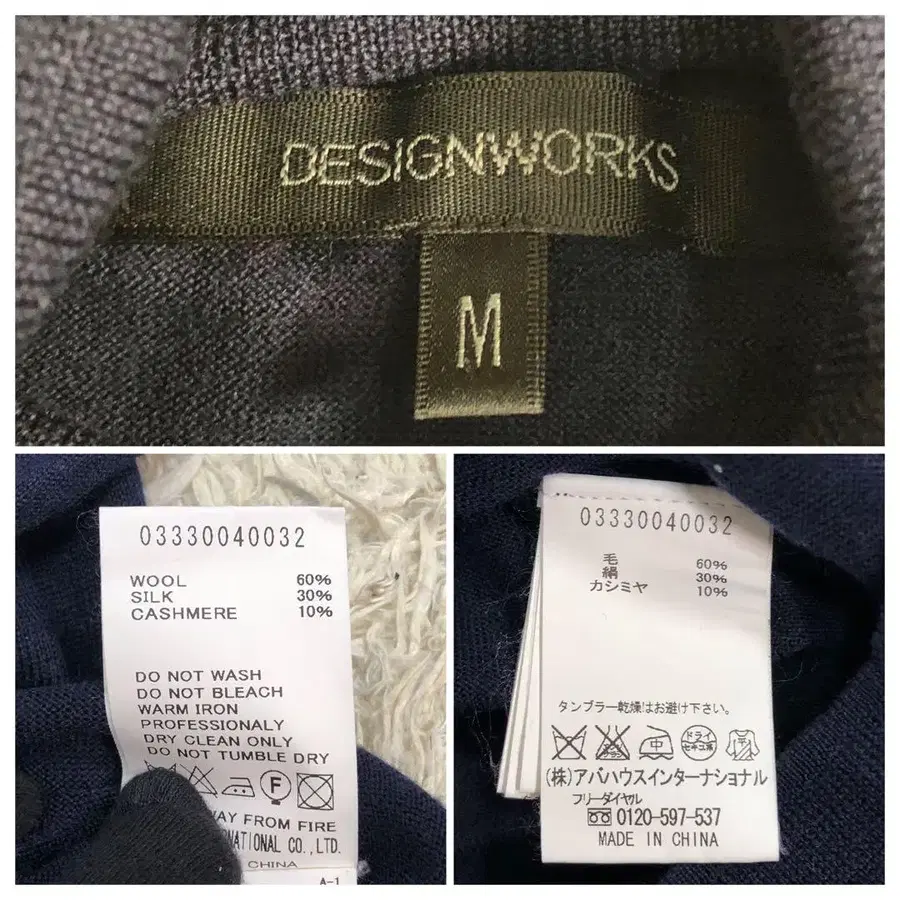 DESIGNWORKS
M
03330040032
WOOL 60%
SILK 30%
CASHMERE 10%
DO NOT WASH
DO NOT BLEACH
WARM IRON
PROFESSIONALY
DRY CLEAN ONLY
DO NOT TUMBLE DRY
F
WAY FROM FIRE
CO.,LTD.
CHINA
A-1
03330040032
毛 60%
絹 30%
カシミヤ 10%
タンブラー乾燥はお避け下さい。
中 ドライ セキユ系
(株)アバハウスインターナショナル
フリーダイヤル
0120-597-537
MADE IN CHINA